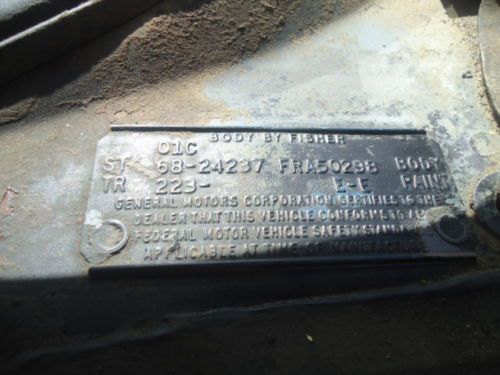 BODY BY FISHER
01C
ST 68-24237 FRA50298 BODY
TR 223- E-E PAINT
GENERAL MOTORS CORPORATION CERTIFIES TO THE
DEALER THAT THIS VEHICLE CONFORMS TO ALL
FEDERAL MOTOR VEHICLE SAFETY STANDARDS
APPLICABLE AT TIME OF MANUFACTURE